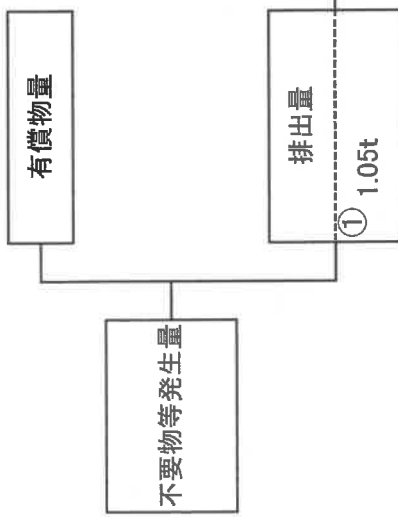 不要物等発生量
有償物量
排出量
① 1.05t